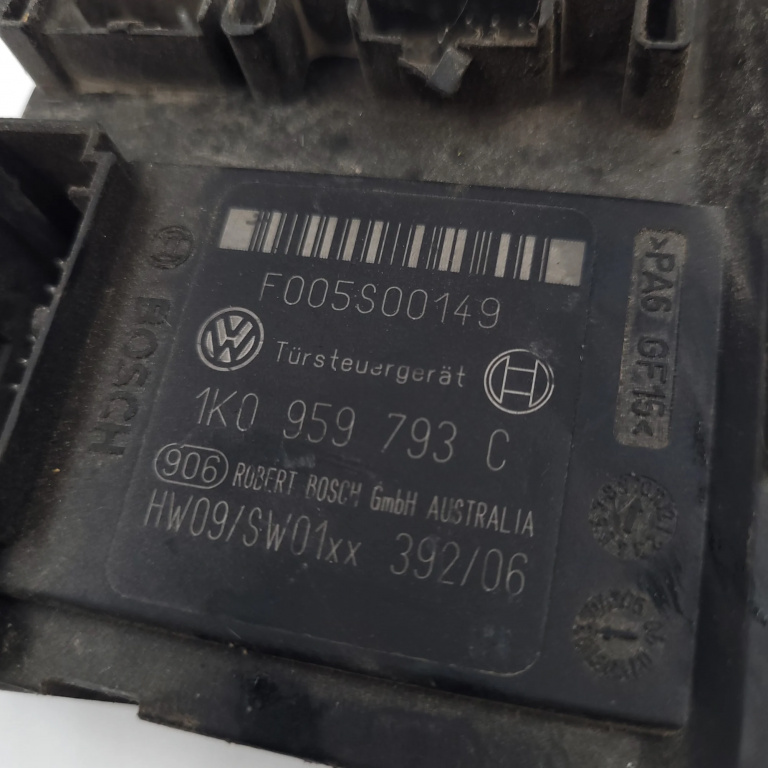 F005S00149
Türsteuergerät
1K0 959 793 C
906 ROBERT BOSCH GmbH AUSTRALIA
HW09/SW01xx 392/06
BOSCH
>PA6 GF15<